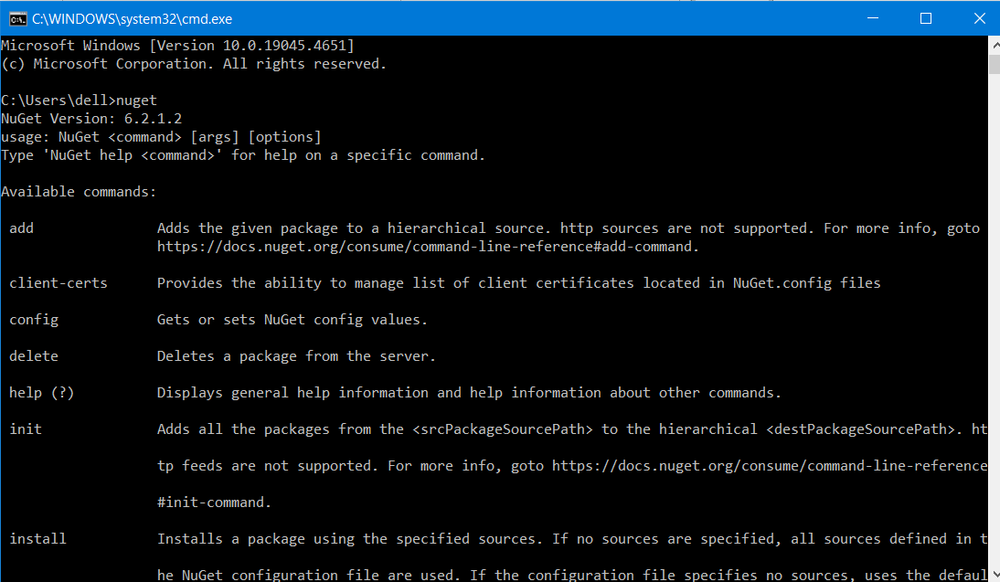 C:\WINDOWS\system32\cmd.exe
Microsoft Windows [Version 10.0.19045.4651]
(c) Microsoft Corporation. All rights reserved.
C:\Users\dell>nuget
NuGet Version: 6.2.1.2
usage: NuGet <command> [args] [options]
Type 'NuGet help <command>' for help on a specific command.
Available commands:
add Adds the given package to a hierarchical source. http sources are not supported. For more info, goto
https://docs.nuget.org/consume/command-line-reference#add-command.
client-certs Provides the ability to manage list of client certificates located in NuGet.config files
config Gets or sets NuGet config values.
delete Deletes a package from the server.
help (?) Displays general help information and help information about other commands.
init Adds all the packages from the <srcPackageSourcePath> to the hierarchical <destPackageSourcePath>. ht
tp feeds are not supported. For more info, goto https://docs.nuget.org/consume/command-line-reference
#init-command.
install Installs a package using the specified sources. If no sources are specified, all sources defined in t
he NuGet configuration file are used. If the configuration file specifies no sources, uses the defaul